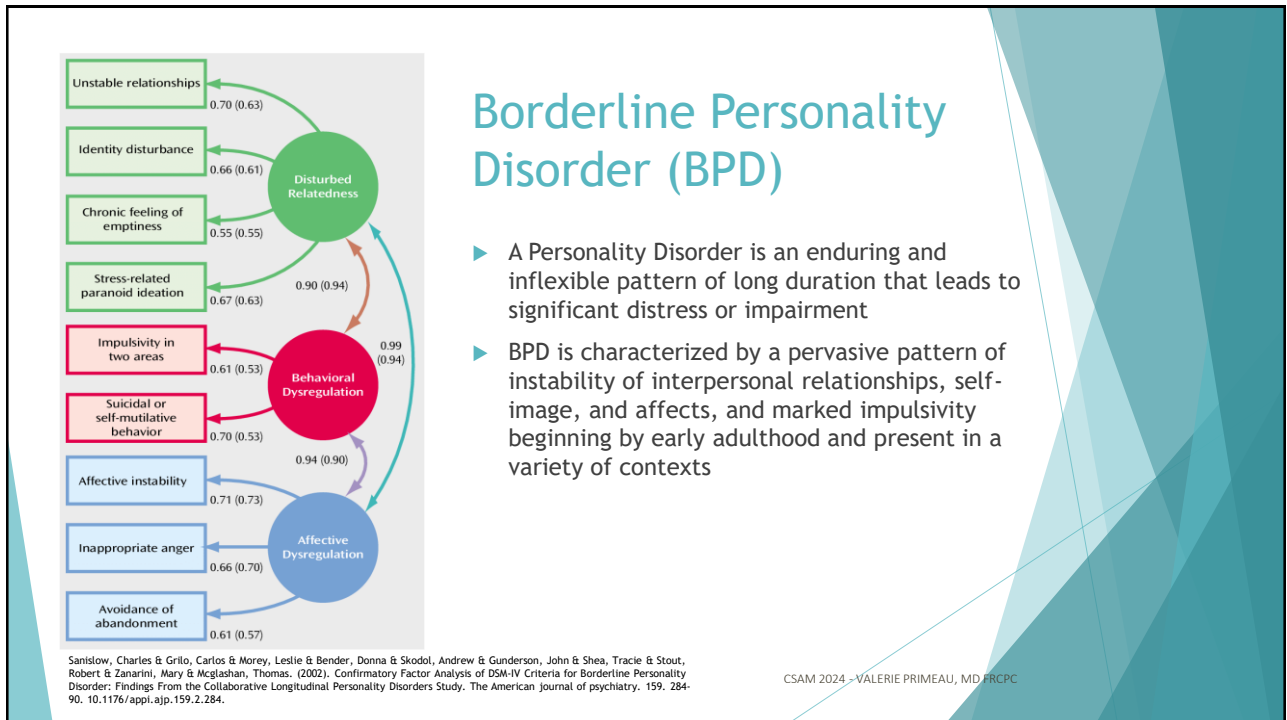 Unstable relationships
0.70 (0.63)
Identity disturbance
0.66 (0.61)
Chronic feeling of
emptiness
0.55 (0.55)
Stress-related
paranoid ideation
0.67 (0.63)
Disturbed
Relatedness
0.90 (0.94)
0.99
(0.94)
Impulsivity in
two areas
0.61 (0.53)
Suicidal or
self-mutilative
behavior
0.70 (0.53)
Behavioral
Dysregulation
0.94 (0.90)
Affective instability
0.71 (0.73)
Inappropriate anger
0.66 (0.70)
Avoidance of
abandonment
0.61 (0.57)
Affective
Dysregulation
Borderline Personality
Disorder (BPD)
A Personality Disorder is an enduring and
inflexible pattern of long duration that leads to
significant distress or impairment
BPD is characterized by a pervasive pattern of
instability of interpersonal relationships, self-
image, and affects, and marked impulsivity
beginning by early adulthood and present in a
variety of contexts
Sanislow, Charles & Grilo, Carlos & Morey, Leslie & Bender, Donna & Skodol, Andrew & Gunderson, John & Shea, Tracie & Stout,
Robert & Zanarini, Mary & Mcglashan, Thomas. (2002). Confirmatory Factor Analysis of DSM-IV Criteria for Borderline Personality
Disorder: Findings From the Collaborative Longitudinal Personality Disorders Study. The American journal of psychiatry. 159. 284-
90. 10.1176/appi.ajp.159.2.284.
CSAM 2024 - VALERIE PRIMEAU, MD FRCPC